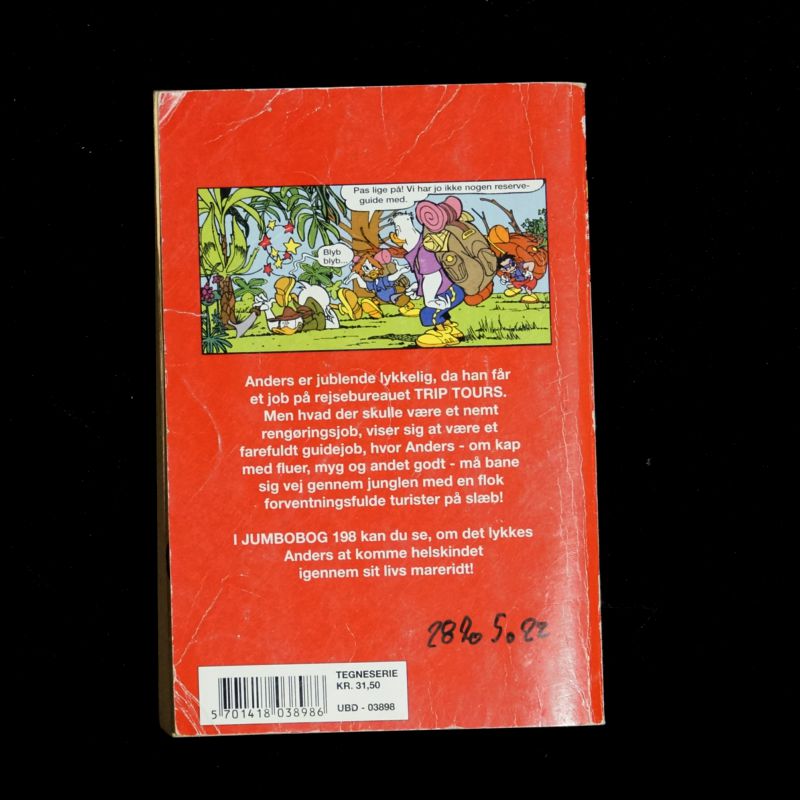 Pas lige på! Vi har jo ikke nogen reserve-
guide med.
Blyb
blyb...
Anders er jublende lykkelig, da han får
et job på rejsebureauet TRIP TOURS.
Men hvad der skulle være et nemt
rengøringsjob, viser sig at være et
farefuldt guidejob, hvor Anders - om kap
med fluer, myg og andet godt - må bane
sig vej gennem junglen med en flok
forventningsfulde turister på slæb!
I JUMBOBOG 198 kan du se, om det lykkes
Anders at komme helskindet
igennem sit livs mareridt!
TEGNESERIE
KR. 31,50
UBD - 03898
5 701418 038986